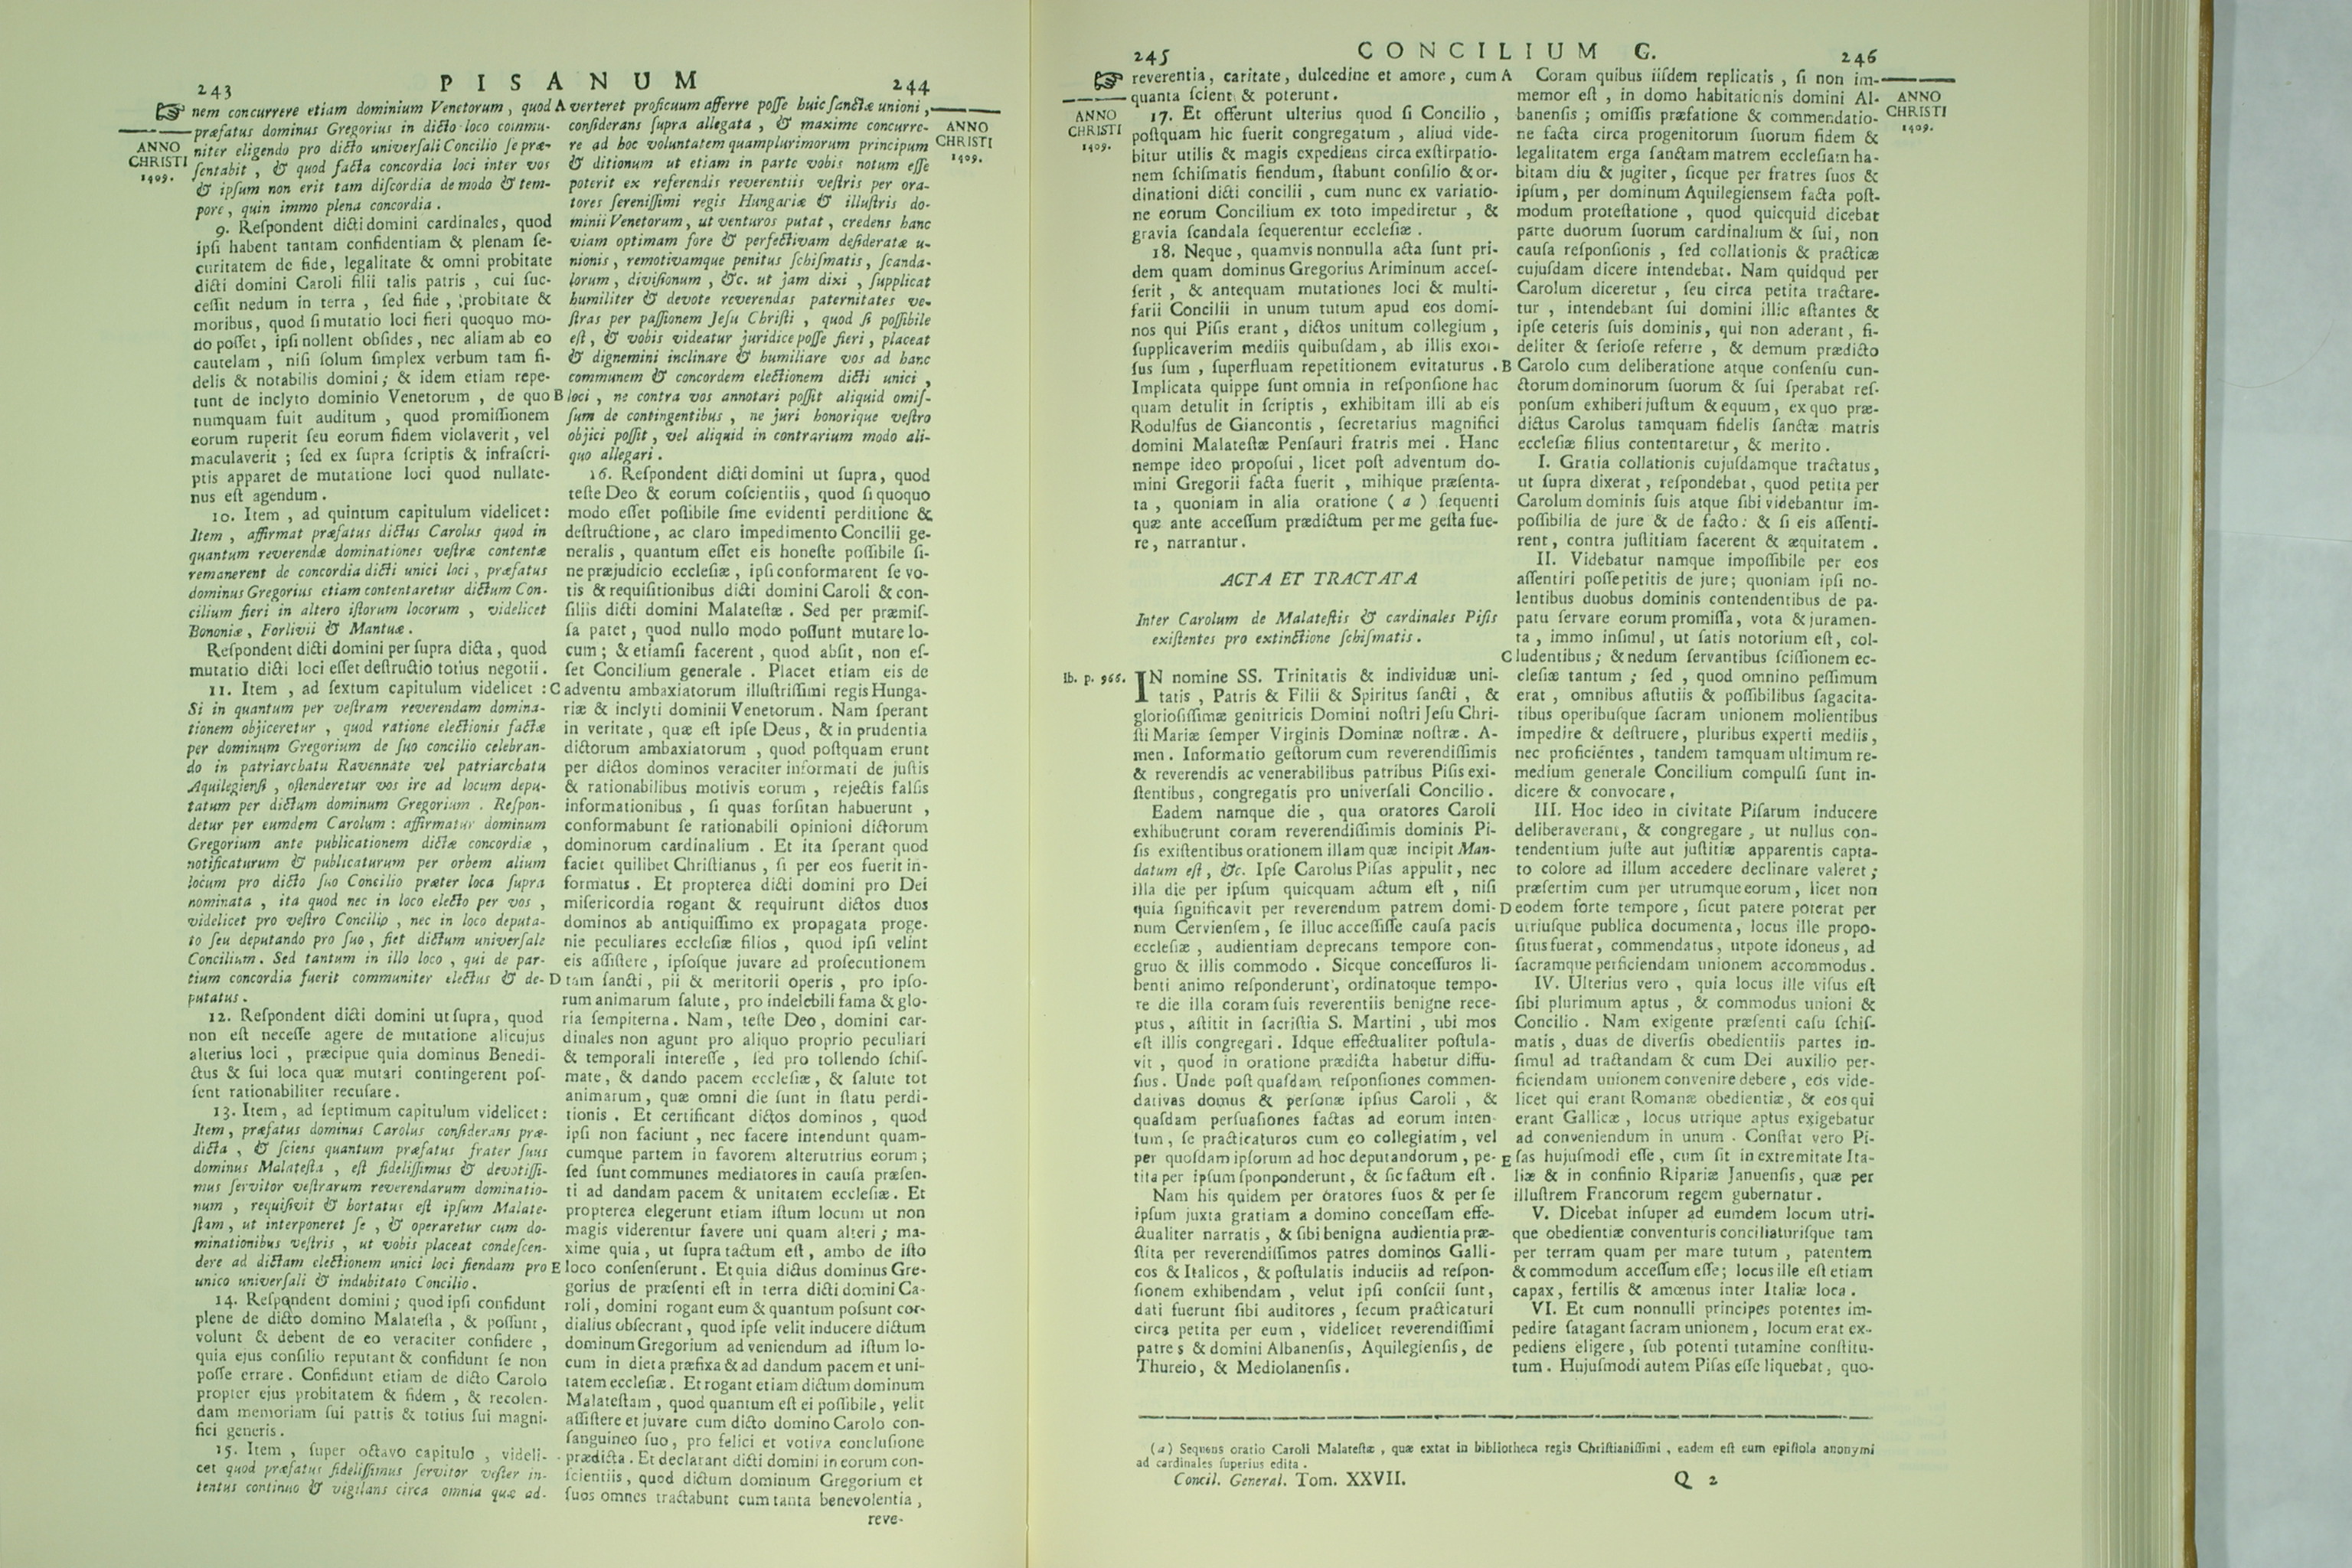 243
PISANUM
244
ANNO
CHRISTI
1409.
nem concurrere etiam dominium Venetorum, quod
præfatus dominus Gregorius in dicto loco commu-
niter eligendo pro dicto universali Concilio se præ-
sentabit, & quod facta concordia loci inter vos
& ipsum non erit tam discordia de modo & tem-
pore, quin immo plena concordia.
9. Respondent dicti domini cardinales, quod
ipsi habent tantam confidentiam & plenam se-
curitatem de fide, legalitate & omni probitate
dicti domini Caroli filii talis patris, cui suc-
cessit nedum in terra, sed fide, probitate &
moribus, quod si mutatio loci fieri quoquo mo-
do posset, ipsi nollent obsides, nec aliam ab eo
cautelam, nisi solum simplex verbum tam fi-
delis & notabilis domini; & idem etiam repe-
tunt de inclyto dominio Venetorum, de quo
numquam fuit auditum, quod promissionem
eorum ruperit seu eorum fidem violaverit, vel
maculaverit; sed ex supra scriptis & infrascri-
ptis apparet de mutatione loci quod nullate-
nus est agendum.
10. Item, ad quintum capitulum videlicet:
Item, affirmat præfatus dictus Carolus quod in
quantum reverendæ dominationes vestræ contentæ
remanerent de concordia dicti unici loci, præfatus
dominus Gregorius etiam contentaretur dictum Con-
cilium fieri in altero istorum locorum, videlicet
Bononiæ, Forlivii & Mantuæ.
Respondent dicti domini per supra dicta, quod
mutatio dicti loci esset destructio totius negotii.
11. Item, ad sextum capitulum videlicet:
Si in quantum per vestram reverendam domina-
tionem objiceretur, quod ratione electionis factæ
per dominum Gregorium de suo concilio celebran-
do in patriarchatu Ravennate vel patriarchatu
Aquilegiensi, ostenderetur vos ire ad locum depu-
tatum per dictum dominum Gregorium. Respon-
detur per eumdem Carolum: affirmatur dominum
Gregorium ante publicationem dictæ concordiæ,
notificaturum & publicaturum per orbem alium
locum pro dicto suo Concilio præter loca supra
nominata, ita quod nec in loco electo per vos,
videlicet pro vestro Concilio, nec in loco deputa-
to seu deputando pro suo, fiet dictum universale
Concilium. Sed tantum in illo loco, qui de par-
tium concordia fuerit communiter electus & de-
putatus.
12. Respondent dicti domini ut supra, quod
non est necesse agere de mutatione alicujus
alterius loci, præcipue quia dominus Benedi-
ctus & sui loca quæ mutari contingerent pos-
sent rationabiliter recusare.
13. Item, ad septimum capitulum videlicet:
Item, præfatus dominus Carolus considerans præ-
dicta, & sciens quantum præfatus frater suus
dominus Malatesta, est fidelissimus & devotissi-
mus servitor vestrarum reverendarum dominatio-
num, requisivit & hortatus est ipsum Malate-
stam, ut interponeret se, & operaretur cum do-
minationibus vestris, ut vobis placeat condescen-
dere ad dictam electionem unici loci fiendam pro
unico universali & indubitato Concilio.
14. Respondent domini; quod ipsi confidunt
plene de dicto domino Malatesta, & possunt,
volunt & debent de eo veraciter confidere,
quia ejus consilio reputant & confidunt se non
posse errare. Confidunt etiam de dicto Carolo
propter ejus probitatem & fidem, & recolen-
dam memoriam sui patris & totius sui magni-
fici generis.
15. Item, super octavo capitulo, videli-
cet quod præfatus fidelissimus servitor vester in-
tentus continuo & vigilans circa omnia quæ ad-
A
B
C
D
E
verteret proficuum afferre posse huic sanctæ unioni,
considerans supra allegata, & maxime concurre-
re ad hoc voluntatem quamplurimorum principum
& ditionum ut etiam in parte vobis notum esse
poterit ex referendis reverentiis vestris per ora-
tores serenissimi regis Hungariæ & illustris do-
minii Venetorum, ut venturos putat, credens hanc
viam optimam fore & perfectivam desideratæ u-
nionis, remotivamque penitus schismatis, scanda-
lorum, divisionum, &c. ut jam dixi, supplicat
humiliter & devote reverendas paternitates ve-
stras per passionem Jesu Christi, quod si possibile
est, & vobis videatur juridice posse fieri, placeat
& dignemini inclinare & humiliare vos ad hanc
communem & concordem electionem dicti unici,
loci, ne contra vos annotari possit aliquid omis-
sum de contingentibus, ne juri honorique vestro
objici possit, vel aliquid in contrarium modo ali-
quo allegari.
16. Respondent dicti domini ut supra, quod
teste Deo & eorum coscientiis, quod si quoquo
modo esset possibile sine evidenti perditione &
destructione, ac claro impedimento Concilii ge-
neralis, quantum esset eis honeste possibile si-
ne præjudicio ecclesiæ, ipsi conformarent se vo-
tis & requisitionibus dicti domini Caroli & con-
siliis dicti domini Malatestæ. Sed per præmis-
sa patet, quod nullo modo possunt mutare lo-
cum; & etiamsi facerent, quod absit, non es-
set Concilium generale. Placet etiam eis de
adventu ambaxiatorum illustrissimi regis Hunga-
riæ & inclyti dominii Venetorum. Nam sperant
in veritate, quæ est ipse Deus, & in prudentia
dictorum ambaxiatorum, quod postquam erunt
per dictos dominos veraciter informati de justis
& rationabilibus motivis eorum, rejectis falsis
informationibus, si quas forsitan habuerunt,
conformabunt se rationabili opinioni dictorum
dominorum cardinalium. Et ita sperant quod
faciet quilibet Christianus, si per eos fuerit in-
formatus. Et propterea dicti domini pro Dei
misericordia rogant & requirunt dictos duos
dominos ab antiquissimo ex propagata proge-
nie peculiares ecclesiæ filios, quod ipsi velint
eis assistere, ipsosque juvare ad prosecutionem
tam sancti, pii & meritorii operis, pro ipso-
rum animarum salute, pro indelebili fama & glo-
ria sempiterna. Nam, teste Deo, domini car-
dinales non agunt pro aliquo proprio peculiari
& temporali interesse, sed pro tollendo schis-
mate, & dando pacem ecclesiæ, & salute tot
animarum, quæ omni die sunt in statu perdi-
tionis. Et certificant dictos dominos, quod
ipsi non faciunt, nec facere intendunt quam-
cumque partem in favorem alterutrius eorum;
sed sunt communes mediatores in causa præsen-
ti ad dandam pacem & unitatem ecclesiæ. Et
propterea elegerunt etiam istum locum ut non
magis viderentur favere uni quam alteri; ma-
xime quia, ut supra tactum est, ambo de isto
loco consenserunt. Et quia dictus dominus Gre-
gorius de præsenti est in terra dicti domini Ca-
roli, domini rogant eum & quantum possunt cor-
dialius obsecrant, quod ipse velit inducere dictum
dominum Gregorium ad veniendum ad istum lo-
cum in dieta præfixa & ad dandum pacem et uni-
tatem ecclesiæ. Et rogant etiam dictum dominum
Malatestam, quod quantum est ei possibile, velit
assistere et juvare cum dicto domino Carolo con-
sanguineo suo, pro felici et votiva conclusione
prædicta. Et declarant dicti domini in eorum con-
scientiis, quod dictum dominum Gregorium et
suos omnes tractabunt cum tanta benevolentia,
reve-
ANNO
CHRISTI
1409.
245
CONCILIUM G.
246
ANNO
CHRISTI
1409.
reverentia, caritate, dulcedine et amore, cum
quanta scient & poterunt.
17. Et offerunt ulterius quod si Concilio,
postquam hic fuerit congregatum, aliud vide-
bitur utilis & magis expediens circa exstirpatio-
nem schismatis fiendum, stabunt consilio & or-
dinationi dicti concilii, cum nunc ex variatio-
ne eorum Concilium ex toto impediretur, &
gravia scandala sequerentur ecclesiæ.
18. Neque, quamvis nonnulla acta sunt pri-
dem quam dominus Gregorius Ariminum acces-
serit, & antequam mutationes loci & multi-
farii Concilii in unum tutum apud eos domi-
nos qui Pisis erant, dictos unitum collegium,
supplicaverim mediis quibusdam, ab illis exor-
sus sum, superfluam repetitionem evitaturus.
Implicata quippe sunt omnia in responsione hac
quam detulit in scriptis, exhibitam illi ab eis
Rodulfus de Giancontis, secretarius magnifici
domini Malatestæ Pensauri fratris mei. Hanc
nempe ideo proposui, licet post adventum do-
mini Gregorii facta fuerit, mihique præsenta-
ta, quoniam in alia oratione (a) sequenti
quæ ante accessum prædictum per me gesta fue-
re, narrantur.
ACTA ET TRACTATA
Inter Carolum de Malatestis & cardinales Pisis
existentes pro extinctione schismatis.
Ib. p. 966.
IN nomine SS. Trinitatis & individuæ uni-
tatis, Patris & Filii & Spiritus sancti, &
gloriosissimæ genitricis Domini nostri Jesu Chri-
sti Mariæ semper Virginis Dominæ nostræ. A-
men. Informatio gestorum cum reverendissimis
& reverendis ac venerabilibus patribus Pisis exi-
stentibus, congregatis pro universali Concilio.
Eadem namque die, qua oratores Caroli
exhibuerunt coram reverendissimis dominis Pi-
sis existentibus orationem illam quæ incipit Man-
datum est, &c. Ipse Carolus Pisas appulit, nec
illa die per ipsum quicquam actum est, nisi
quia significavit per reverendum patrem domi-
num Cerviensem, se illuc accessisse causa pacis
ecclesiæ, audientiam deprecans tempore con-
gruo & illis commodo. Sicque concessuros li-
benti animo responderunt, ordinatoque tempo-
re die illa coram suis reverentiis benigne rece-
ptus, astitit in sacristia S. Martini, ubi mos
est illis congregari. Idque effectualiter postula-
vit, quod in oratione prædicta habetur diffu-
sius. Unde post quasdam responsiones commen-
dativas domus & personæ ipsius Caroli, &
quasdam persuasiones factas ad eorum inten-
tum, se practicaturos cum eo collegiatim, vel
per quosdam ipsorum ad hoc deputandorum, pe-
tita per ipsum sponponderunt, & sic factum est.
Nam his quidem per oratores suos & per se
ipsum juxta gratiam a domino concessam effe-
ctualiter narratis, & sibi benigna audientia præ-
stita per reverendissimos patres dominos Galli-
cos & Italicos, & postulatis induciis ad respon-
sionem exhibendam, velut ipsi conscii sunt,
dati fuerunt sibi auditores, secum practicaturi
circa petita per eum, videlicet reverendissimi
patres & domini Albanensis, Aquilegiensis, de
Thureio, & Mediolanensis.
A
B
C
D
E
Coram quibus iisdem replicatis, si non im-
memor est, in domo habitationis domini Al-
banensis; omissis præfatione & commendatio-
ne facta circa progenitorum suorum fidem &
legalitatem erga sanctam matrem ecclesiam ha-
bitam diu & jugiter, sicque per fratres suos &
ipsum, per dominum Aquilegiensem facta post-
modum protestatione, quod quicquid dicebat
parte duorum suorum cardinalium & sui, non
causa responsionis, sed collationis & practicæ
cujusdam dicere intendebat. Nam quidqud per
Carolum diceretur, seu circa petita tractare-
tur, intendebant sui domini illic astantes &
ipse ceteris suis dominis, qui non aderant, fi-
deliter & seriose referre, & demum prædicto
Carolo cum deliberatione atque consensu cun-
ctorum dominorum suorum & sui sperabat res-
ponsum exhiberi justum & equum, ex quo præ-
dictus Carolus tamquam fidelis sanctæ matris
ecclesiæ filius contentaretur, & merito.
I. Gratia collationis cujusdamque tractatus,
ut supra dixerat, respondebat, quod petita per
Carolum dominis suis atque sibi videbantur im-
possibilia de jure & de facto: & si eis assenti-
rent, contra justitiam facerent & æquitatem.
II. Videbatur namque impossibile per eos
assentiri posse petitis de jure; quoniam ipsi no-
lentibus duobus dominis contendentibus de pa-
patu servare eorum promissa, vota & juramen-
ta, immo insimul, ut satis notorium est, col-
ludentibus; & nedum servantibus scissionem ec-
clesiæ tantum; sed, quod omnino pessimum
erat, omnibus astutiis & possibilibus sagacita-
tibus operibusque sacram unionem molientibus
impedire & destruere, pluribus experti mediis,
nec proficientes, tandem tamquam ultimum re-
medium generale Concilium compulsi sunt in-
dicere & convocare.
III. Hoc ideo in civitate Pisarum inducere
deliberaverant, & congregare, ut nullus con-
tendentium juste aut justitiæ apparentis capta-
to colore ad illum accedere declinare valeret;
præsertim cum per utrumque eorum, licet non
eodem forte tempore, sicut patere poterat per
utriusque publica documenta, locus ille propo-
situs fuerat, commendatus, utpote idoneus, ad
sacramque perficiendam unionem accommodus.
IV. Ulterius vero, quia locus ille visus est
sibi plurimum aptus, & commodus unioni &
Concilio. Nam exigente præsenti casu schis-
matis, duas de diversis obedientiis partes in-
simul ad tractandam & cum Dei auxilio per-
ficiendam unionem convenire debere, eos vide-
licet qui erant Romanæ obedientiæ, & eos qui
erant Gallicæ, locus utrique aptus exigebatur
ad conveniendum in unum. Constat vero Pi-
sas hujusmodi esse, cum sit in extremitate Ita-
liæ & in confinio Ripariæ Januensis, quæ per
illustrem Francorum regem gubernatur.
V. Dicebat insuper ad eumdem locum utri-
que obedientiæ conventuris conciliaturisque tam
per terram quam per mare tutum, patentem
& commodum accessum esse; locus ille est etiam
capax, fertilis & amœnus inter Italiæ loca.
VI. Et cum nonnulli principes potentes im-
pedire satagant sacram unionem, locum erat ex-
pediens eligere, sub potenti tutamine constitu-
tum. Hujusmodi autem Pisas esse liquebat, quo-
ANNO
CHRISTI
1409.
(a) Sequens oratio Caroli Malatestæ, quæ extat in bibliotheca regis Christianissimi, eadem est cum epistola anonymi
ad cardinales superius edita.
Concil. General. Tom. XXVII.
Q 2